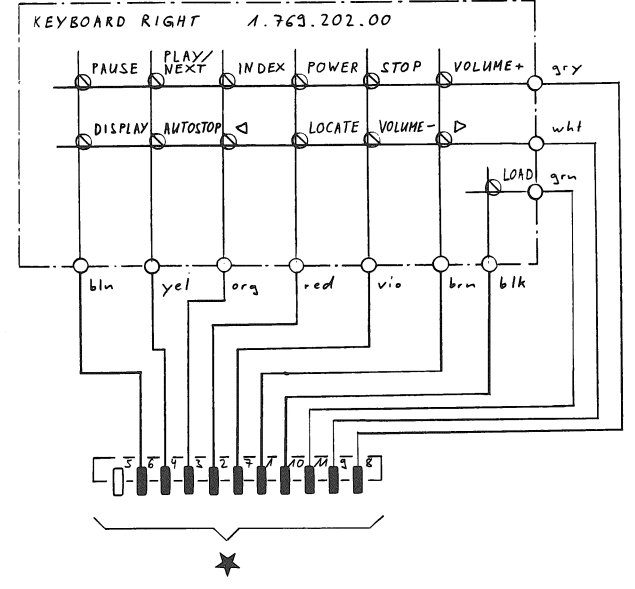 KEYBOARD RIGHT 1.769.202.00
PAUSE PLAY/ NEXT INDEX POWER STOP VOLUME+ gry
DISPLAY AUTOSTOP LOCATE VOLUME- wht
LOAD grn
bln yel org red vio brn blk
5 6 4 3 2 7 1 10 11 9 8